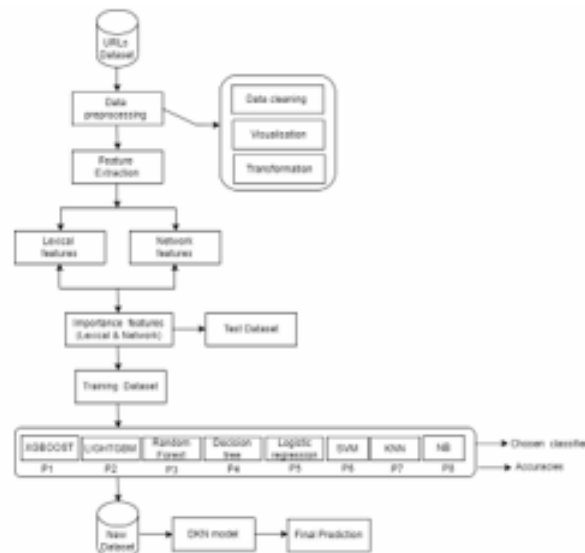 URLs
Dataset
Data
preprocessing
Data cleaning
Visualisation
Transformation
Feature
Extraction
Lexical
features
Network
features
Importance features
(Lexical & Network)
Test Dataset
Training Dataset
XGBOOST
LIGHTGBM
Random
Forest
Decision
tree
Logistic
regression
SVM
KNN
NB
Chosen classifier
P1 P2 P3 P4 P5 P6 P7 P8
Accuracies
New
Dataset
DKN model
Final Prediction